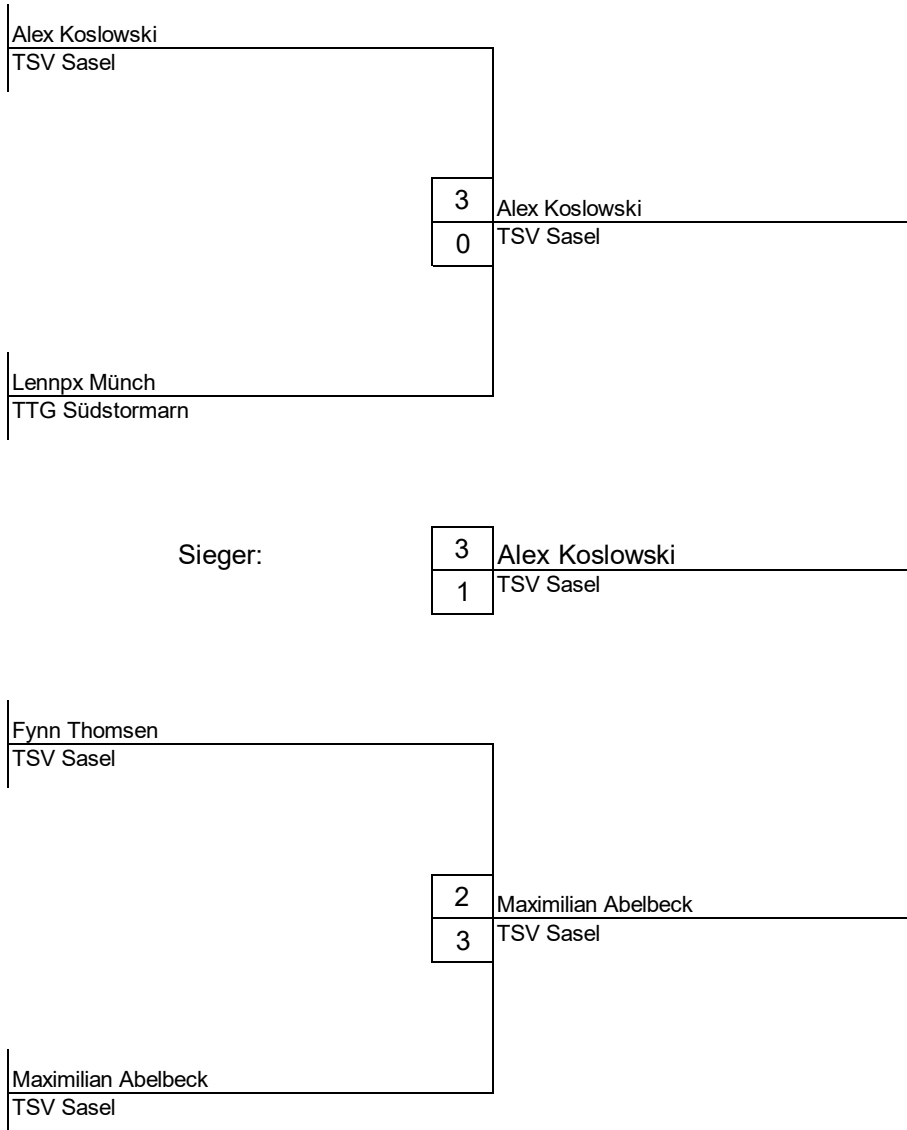 Alex Koslowski
TSV Sasel
3
Alex Koslowski
0
TSV Sasel
Lennpx Münch
TTG Südstormarn
Sieger:
3
Alex Koslowski
1
TSV Sasel
Fynn Thomsen
TSV Sasel
2
Maximilian Abelbeck
3
TSV Sasel
Maximilian Abelbeck
TSV Sasel